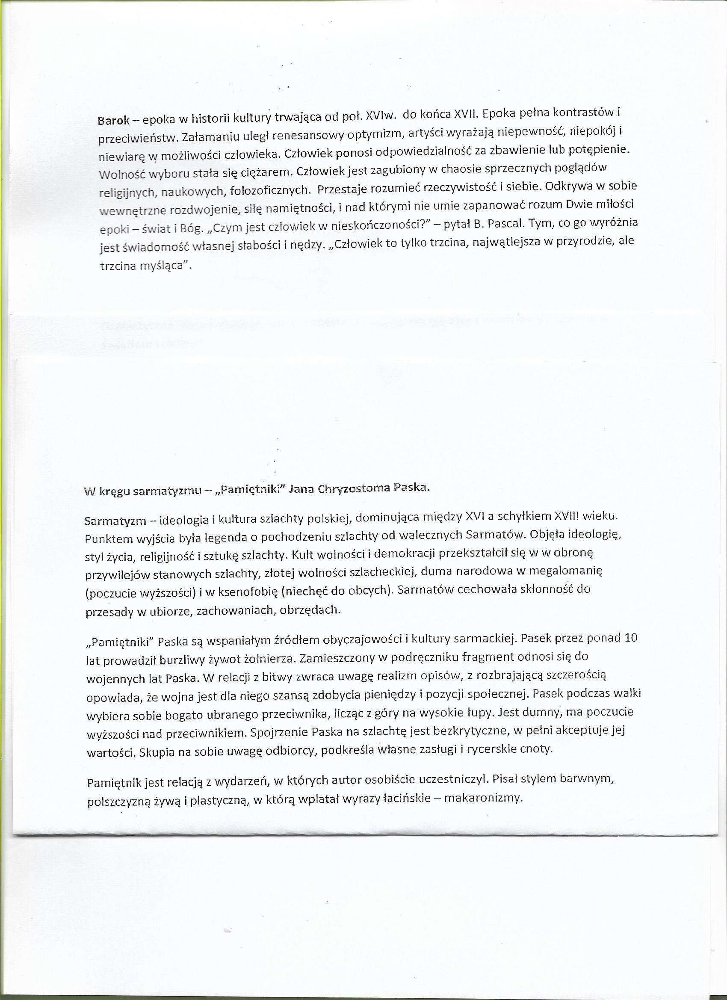 Barok – epoka w historii kultury trwająca od poł. XVIw. do końca XVII. Epoka pełna kontrastów i
przeciwieństw. Załamaniu uległ renesansowy optymizm, artyści wyrażają niepewność, niepokój i
niewiarę w możliwości człowieka. Człowiek ponosi odpowiedzialność za zbawienie lub potępienie.
Wolność wyboru stała się ciężarem. Człowiek jest zagubiony w chaosie sprzecznych poglądów
religijnych, naukowych, folozoficznych. Przestaje rozumieć rzeczywistość i siebie. Odkrywa w sobie
wewnętrzne rozdwojenie, siłę namiętności, i nad którymi nie umie zapanować rozum Dwie miłości
epoki – świat i Bóg. „Czym jest człowiek w nieskończoności?” – pytał B. Pascal. Tym, co go wyróżnia
jest świadomość własnej słabości i nędzy. „Człowiek to tylko trzcina, najwątlejsza w przyrodzie, ale
trzcina myśląca”.
światem i
W kręgu sarmatyzmu – „Pamiętniki” Jana Chryzostoma Paska.
Sarmatyzm – ideologia i kultura szlachty polskiej, dominująca między XVI a schyłkiem XVIII wieku.
Punktem wyjścia była legenda o pochodzeniu szlachty od walecznych Sarmatów. Objęła ideologię,
styl życia, religijność i sztukę szlachty. Kult wolności i demokracji przekształcił się w w obronę
przywilejów stanowych szlachty, złotej wolności szlacheckiej, duma narodowa w megalomanię
(poczucie wyższości) i w ksenofobię (niechęć do obcych). Sarmatów cechowała skłonność do
przesady w ubiorze, zachowaniach, obrzędach.
„Pamiętniki” Paska są wspaniałym źródłem obyczajowości i kultury sarmackiej. Pasek przez ponad 10
lat prowadził burzliwy żywot żołnierza. Zamieszczony w podręczniku fragment odnosi się do
wojennych lat Paska. W relacji z bitwy zwraca uwagę realizm opisów, z rozbrajającą szczerością
opowiada, że wojna jest dla niego szansą zdobycia pieniędzy i pozycji społecznej. Pasek podczas walki
wybiera sobie bogato ubranego przeciwnika, licząc z góry na wysokie łupy. Jest dumny, ma poczucie
wyższości nad przeciwnikiem. Spojrzenie Paska na szlachtę jest bezkrytyczne, w pełni akceptuje jej
wartości. Skupia na sobie uwagę odbiorcy, podkreśla własne zasługi i rycerskie cnoty.
Pamiętnik jest relacją z wydarzeń, w których autor osobiście uczestniczył. Pisał stylem barwnym,
polszczyzną żywą i plastyczną, w którą wplatał wyrazy łacińskie – makaronizmy.